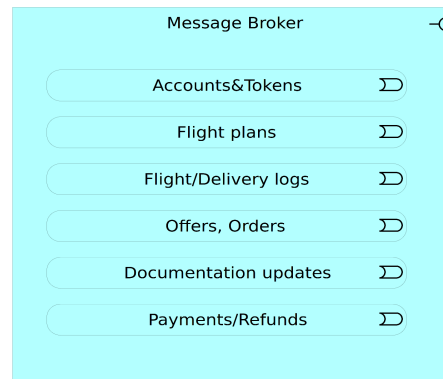 Message Broker
Accounts&Tokens
Flight plans
Flight/Delivery logs
Offers, Orders
Documentation updates
Payments/Refunds